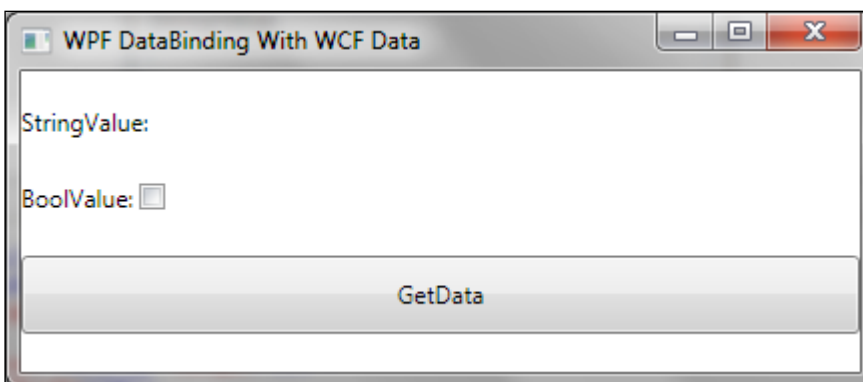 WPF DataBinding With WCF Data
StringValue:
BoolValue:
GetData